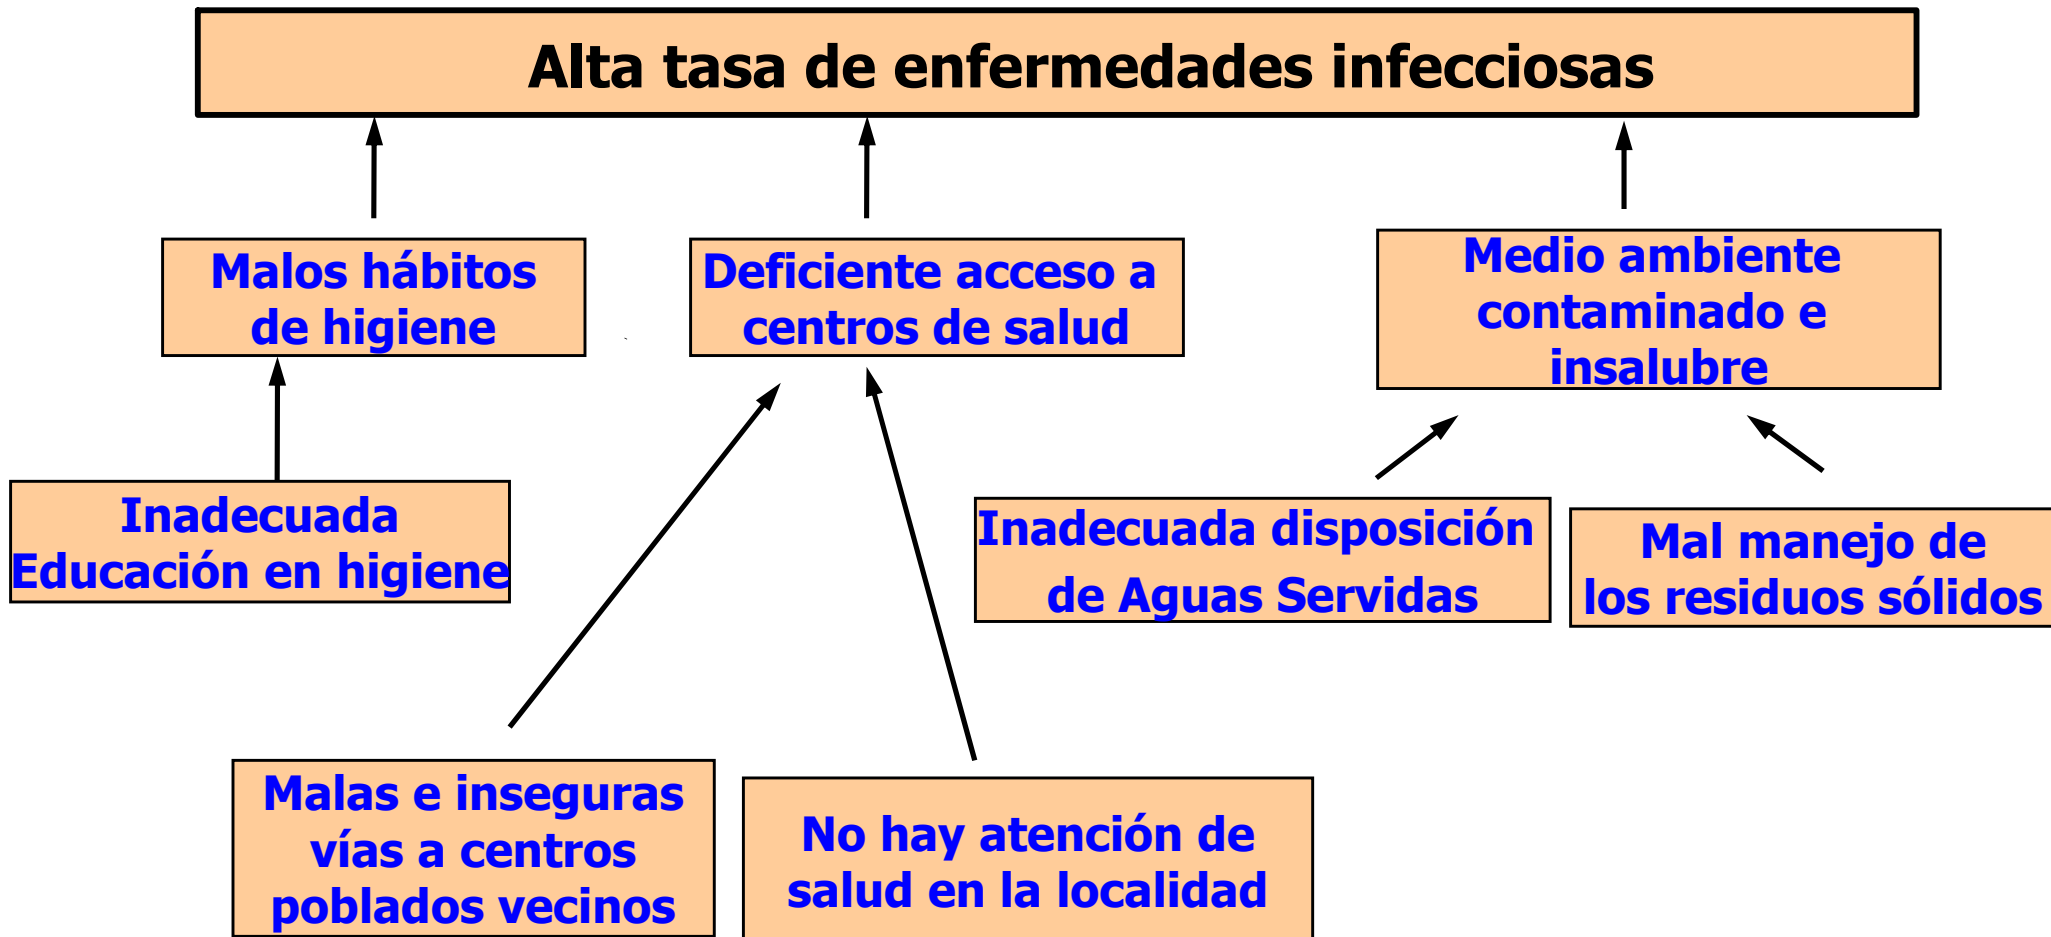 Alta tasa de enfermedades infecciosas
Malos hábitos
de higiene
Deficiente acceso a
centros de salud
Medio ambiente
contaminado e
insalubre
Inadecuada
Educación en higiene
Inadecuada disposición
de Aguas Servidas
Mal manejo de
los residuos sólidos
Malas e inseguras
vías a centros
poblados vecinos
No hay atención de
salud en la localidad